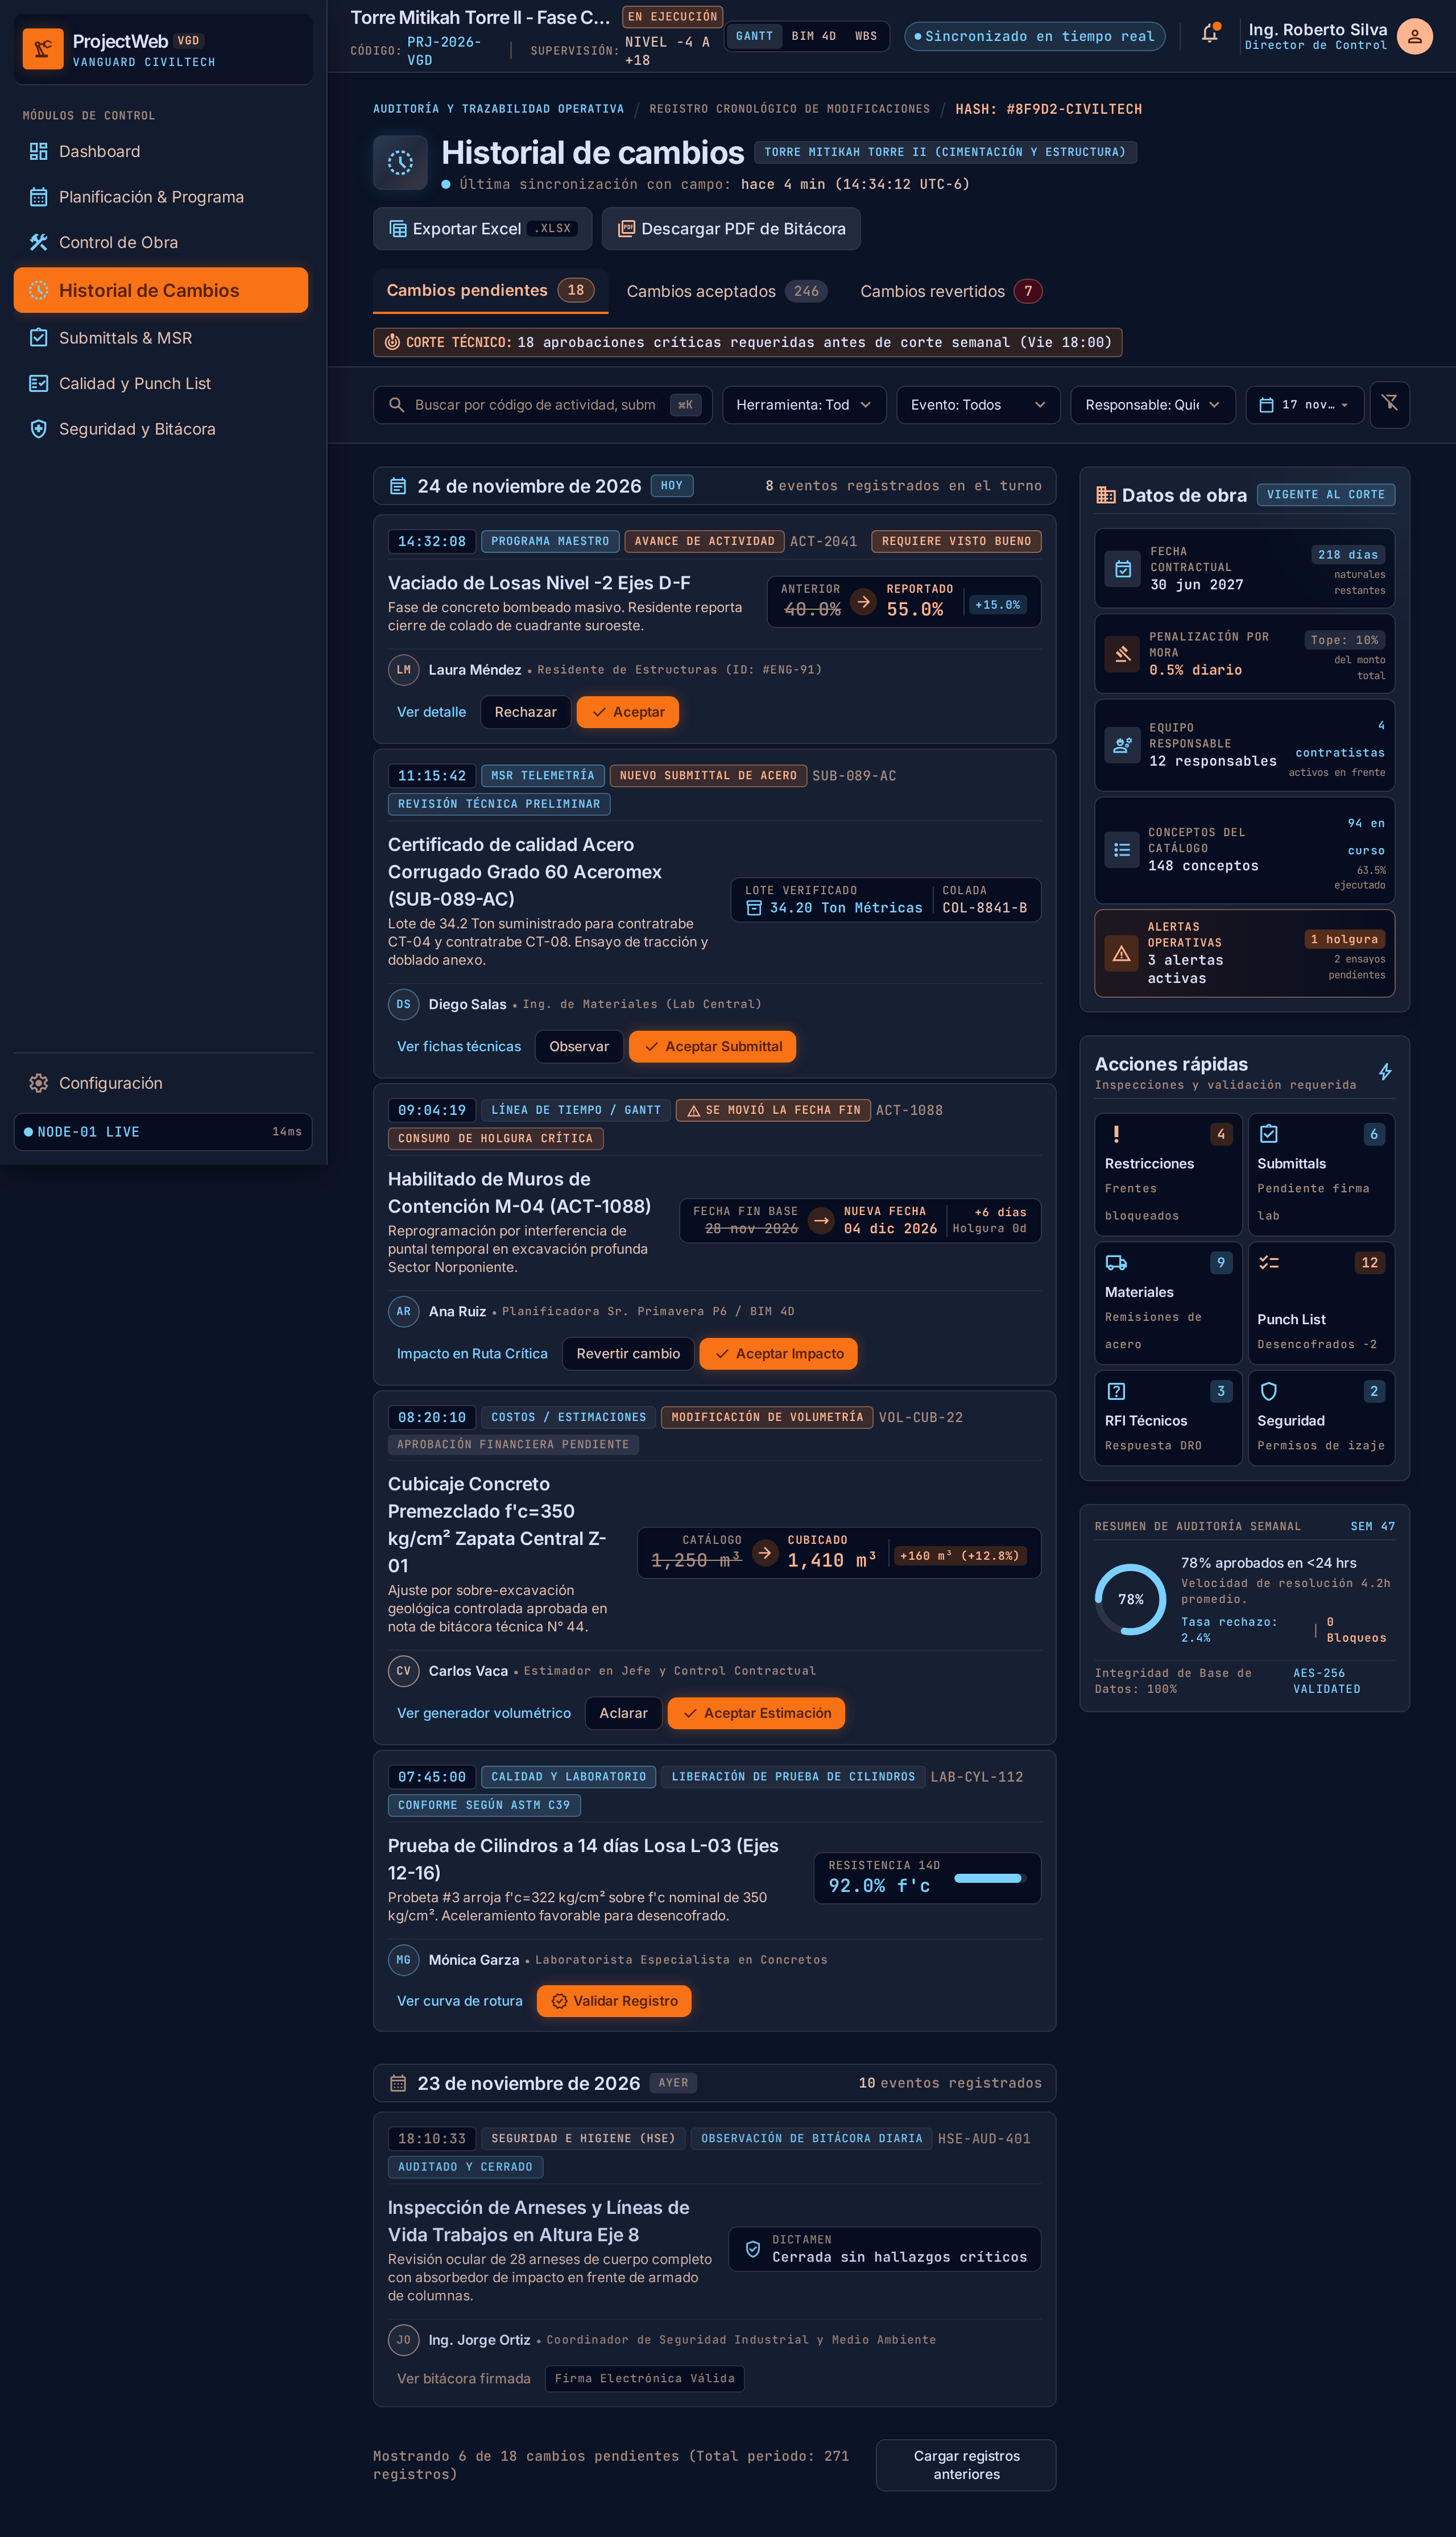 ProjectWeb VGD
VANGUARD CIVILTECH
MÓDULOS DE CONTROL
Dashboard
Planificación & Programa
Control de Obra
Historial de Cambios
Submittals & MSR
Calidad y Punch List
Seguridad y Bitácora
Configuración
NODE-01 LIVE 14ms
Torre Mitikah Torre II - Fase C... EN EJECUCIÓN
CÓDIGO: PRJ-2026-VGD | SUPERVISIÓN: NIVEL -4 A +18
GANTT BIM 4D WBS
Sincronizado en tiempo real
Ing. Roberto Silva
Director de Control
AUDITORÍA Y TRAZABILIDAD OPERATIVA / REGISTRO CRONOLÓGICO DE MODIFICACIONES / HASH: #8F9D2-CIVILTECH
Historial de cambios TORRE MITIKAH TORRE II (CIMENTACIÓN Y ESTRUCTURA)
Última sincronización con campo: hace 4 min (14:34:12 UTC-6)
Exportar Excel .XLSX
Descargar PDF de Bitácora
Cambios pendientes 18
Cambios aceptados 246
Cambios revertidos 7
CORTE TÉCNICO: 18 aprobaciones críticas requeridas antes de corte semanal (Vie 18:00)
Buscar por código de actividad, subm ⌘K
Herramienta: Tod
Evento: Todos
Responsable: Quie
17 nov…
24 de noviembre de 2026 HOY
8 eventos registrados en el turno
14:32:08 PROGRAMA MAESTRO AVANCE DE ACTIVIDAD ACT-2041 REQUIERE VISTO BUENO
Vaciado de Losas Nivel -2 Ejes D-F
Fase de concreto bombeado masivo. Residente reporta
cierre de colado de cuadrante suroeste.
ANTERIOR
40.0%
REPORTADO
55.0%
+15.0%
LM Laura Méndez • Residente de Estructuras (ID: #ENG-91)
Ver detalle Rechazar Aceptar
11:15:42 MSR TELEMETRÍA NUEVO SUBMITTAL DE ACERO SUB-089-AC
REVISIÓN TÉCNICA PRELIMINAR
Certificado de calidad Acero
Corrugado Grado 60 Aceromex
(SUB-089-AC)
Lote de 34.2 Ton suministrado para contratrabe
CT-04 y contratrabe CT-08. Ensayo de tracción y
doblado anexo.
LOTE VERIFICADO
34.20 Ton Métricas
COLADA
COL-8841-B
DS Diego Salas • Ing. de Materiales (Lab Central)
Ver fichas técnicas Observar Aceptar Submittal
09:04:19 LÍNEA DE TIEMPO / GANTT SE MOVIÓ LA FECHA FIN ACT-1088
CONSUMO DE HOLGURA CRÍTICA
Habilitado de Muros de
Contención M-04 (ACT-1088)
Reprogramación por interferencia de
puntal temporal en excavación profunda
Sector Norponiente.
FECHA FIN BASE
28 nov 2026
NUEVA FECHA
04 dic 2026
+6 días
Holgura 0d
AR Ana Ruiz • Planificadora Sr. Primavera P6 / BIM 4D
Impacto en Ruta Crítica Revertir cambio Aceptar Impacto
08:20:10 COSTOS / ESTIMACIONES MODIFICACIÓN DE VOLUMETRÍA VOL-CUB-22
APROBACIÓN FINANCIERA PENDIENTE
Cubicaje Concreto
Premezclado f'c=350
kg/cm² Zapata Central Z-
01
Ajuste por sobre-excavación
geológica controlada aprobada en
nota de bitácora técnica N° 44.
CATÁLOGO
1,250 m³
CUBICADO
1,410 m³
+160 m³ (+12.8%)
CV Carlos Vaca • Estimador en Jefe y Control Contractual
Ver generador volumétrico Aclarar Aceptar Estimación
07:45:00 CALIDAD Y LABORATORIO LIBERACIÓN DE PRUEBA DE CILINDROS LAB-CYL-112
CONFORME SEGÚN ASTM C39
Prueba de Cilindros a 14 días Losa L-03 (Ejes
12-16)
Probeta #3 arroja f'c=322 kg/cm² sobre f'c nominal de 350
kg/cm². Aceleramiento favorable para desencofrado.
RESISTENCIA 14D
92.0% f'c
MG Mónica Garza • Laboratorista Especialista en Concretos
Ver curva de rotura Validar Registro
23 de noviembre de 2026 AYER
10 eventos registrados
18:10:33 SEGURIDAD E HIGIENE (HSE) OBSERVACIÓN DE BITÁCORA DIARIA HSE-AUD-401
AUDITADO Y CERRADO
Inspección de Arneses y Líneas de
Vida Trabajos en Altura Eje 8
Revisión ocular de 28 arneses de cuerpo completo
con absorbedor de impacto en frente de armado
de columnas.
DICTAMEN
Cerrada sin hallazgos críticos
JO Ing. Jorge Ortiz • Coordinador de Seguridad Industrial y Medio Ambiente
Ver bitácora firmada Firma Electrónica Válida
Mostrando 6 de 18 cambios pendientes (Total periodo: 271
registros)
Cargar registros
anteriores
Datos de obra VIGENTE AL CORTE
FECHA
CONTRACTUAL
30 jun 2027
218 días
naturales
restantes
PENALIZACIÓN POR
MORA
0.5% diario
Tope: 10%
del monto
total
EQUIPO
RESPONSABLE
12 responsables
4
contratistas
activos en frente
CONCEPTOS DEL
CATÁLOGO
148 conceptos
94 en
curso
63.5%
ejecutado
ALERTAS
OPERATIVAS
3 alertas
activas
1 holgura
2 ensayos
pendientes
Acciones rápidas
Inspecciones y validación requerida
4
Restricciones
Frentes
bloqueados
6
Submittals
Pendiente firma
lab
9
Materiales
Remisiones de
acero
12
Punch List
Desencofrados -2
3
RFI Técnicos
Respuesta DRO
2
Seguridad
Permisos de izaje
RESUMEN DE AUDITORÍA SEMANAL SEM 47
78%
78% aprobados en <24 hrs
Velocidad de resolución 4.2h
promedio.
Tasa rechazo:
2.4%
| 0
Bloqueos
Integridad de Base de
Datos: 100%
AES-256
VALIDATED